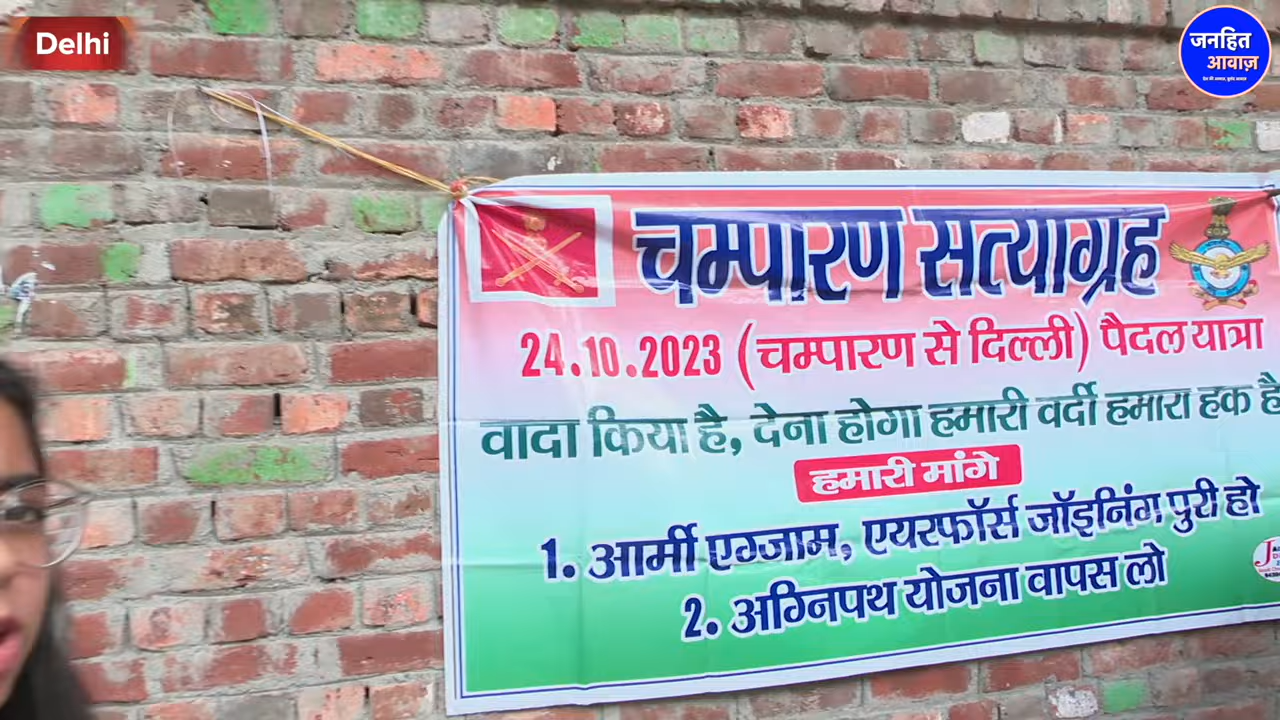 Delhi
जनहित
आवाज़
चम्पारण सत्याग्रह
24.10.2023 (चम्पारण से दिल्ली) पैदल यात्रा
वादा किया है, देना होगा हमारी वर्दी हमारा हक है
हमारी मांगे
1. आर्मी एग्जाम, एयरफॉर्स जॉइनिंग पुरी हो
2. अग्निपथ योजना वापस लो